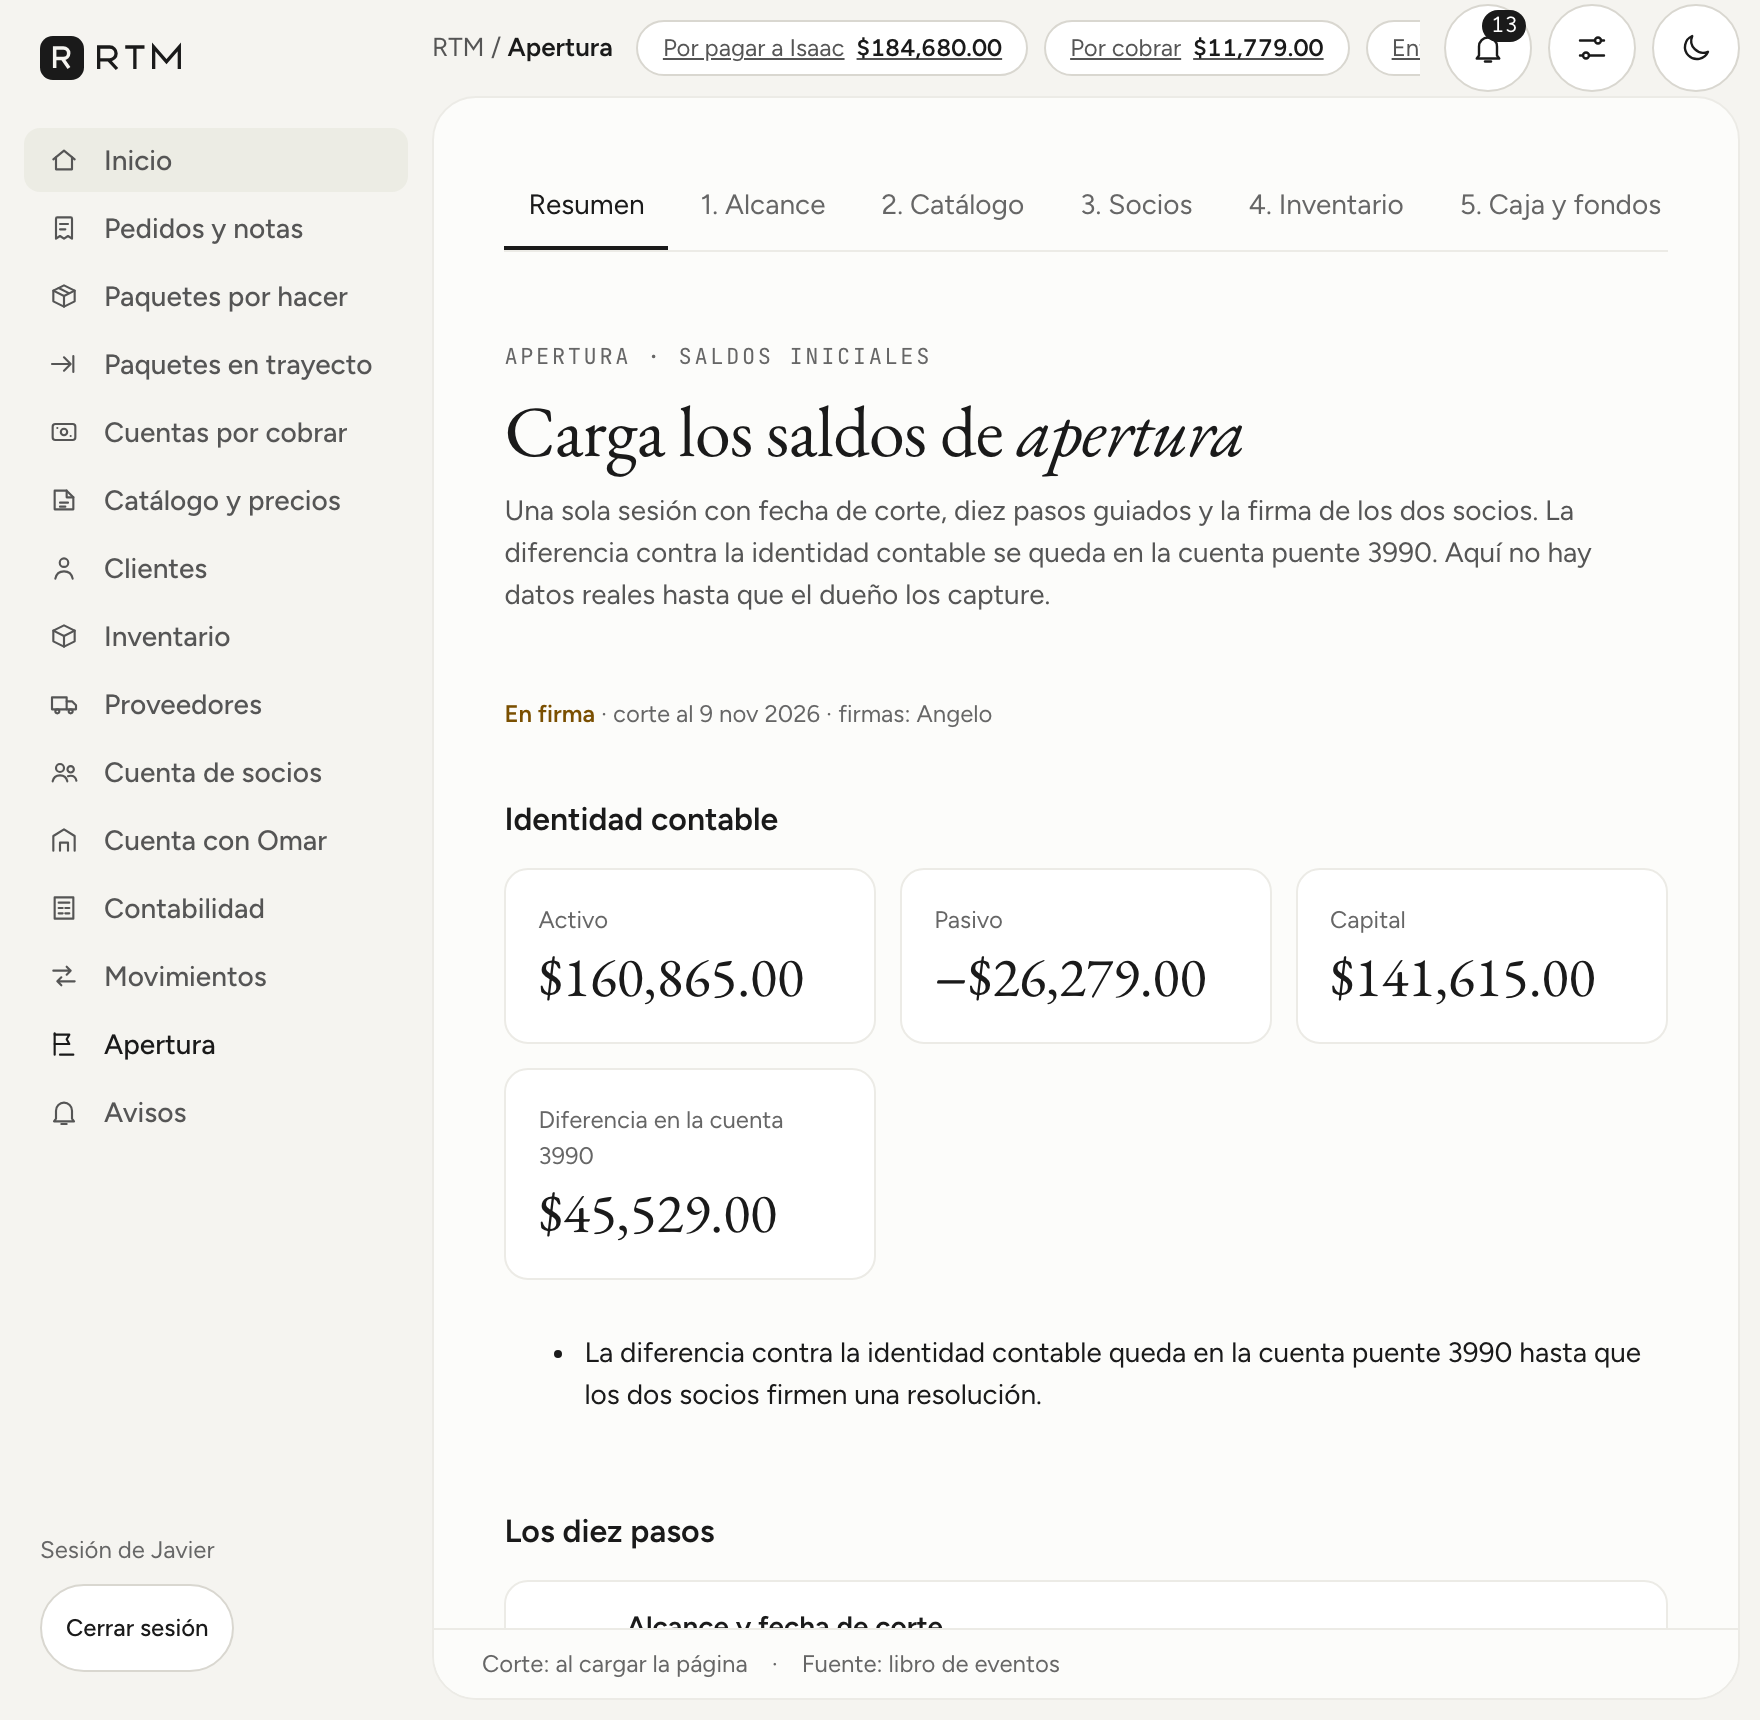 R RTM
RTM / Apertura
Por pagar a Isaac $184,680.00
Por cobrar $11,779.00
En
13
Inicio
Pedidos y notas
Paquetes por hacer
Paquetes en trayecto
Cuentas por cobrar
Catálogo y precios
Clientes
Inventario
Proveedores
Cuenta de socios
Cuenta con Omar
Contabilidad
Movimientos
Apertura
Avisos
Sesión de Javier
Cerrar sesión
Resumen
1. Alcance
2. Catálogo
3. Socios
4. Inventario
5. Caja y fondos
APERTURA · SALDOS INICIALES
Carga los saldos de apertura
Una sola sesión con fecha de corte, diez pasos guiados y la firma de los dos socios. La
diferencia contra la identidad contable se queda en la cuenta puente 3990. Aquí no hay
datos reales hasta que el dueño los capture.
En firma · corte al 9 nov 2026 · firmas: Angelo
Identidad contable
Activo
$160,865.00
Pasivo
–$26,279.00
Capital
$141,615.00
Diferencia en la cuenta
3990
$45,529.00
• La diferencia contra la identidad contable queda en la cuenta puente 3990 hasta que
los dos socios firmen una resolución.
Los diez pasos
Alcance y fecha de corte
Corte: al cargar la página · Fuente: libro de eventos